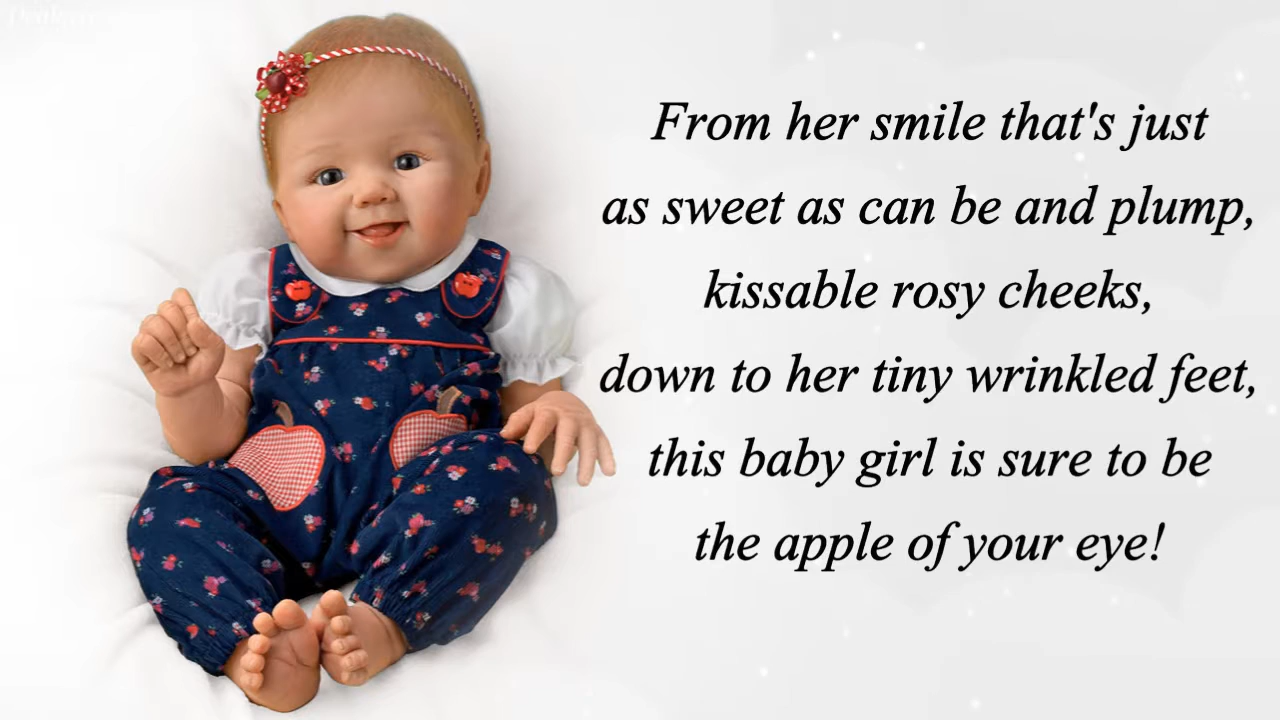 From her smile that's just
as sweet as can be and plump,
kissable rosy cheeks,
down to her tiny wrinkled feet,
this baby girl is sure to be
the apple of your eye!